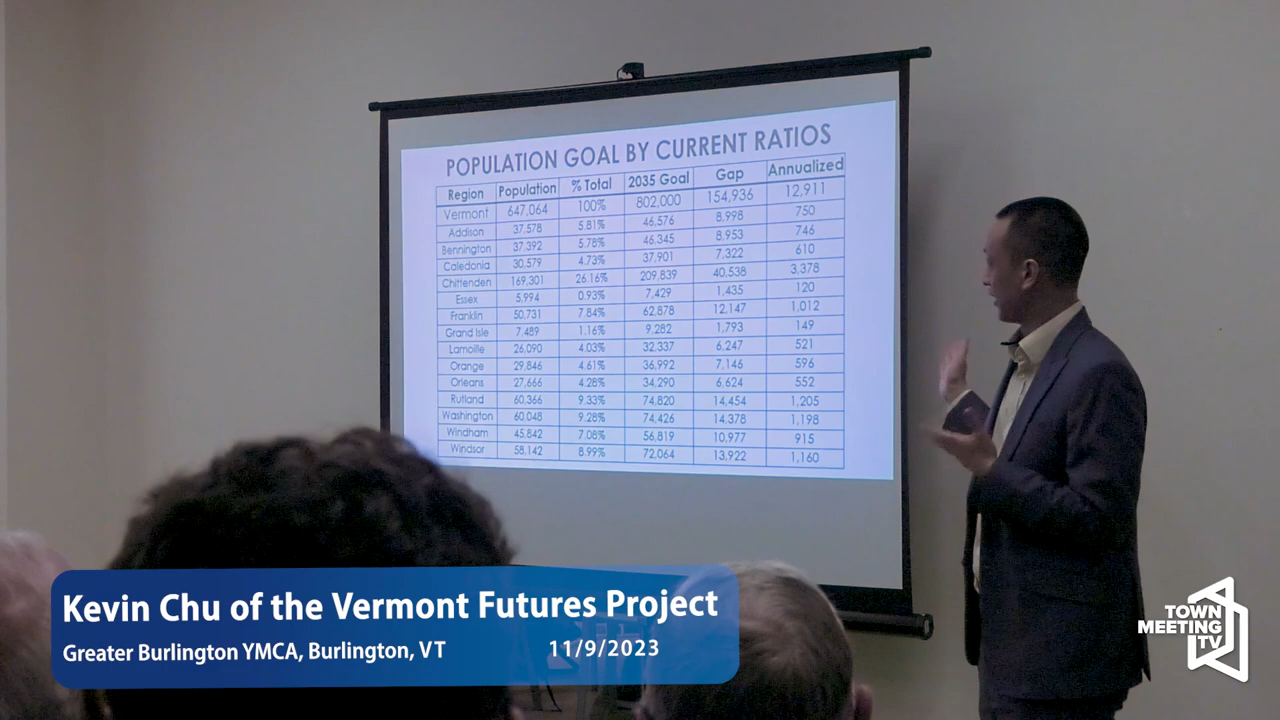 POPULATION GOAL BY CURRENT RATIOS
Region Population % Total 2035 Goal Gap Annualized
Vermont 647,064 100% 802,000 154,936 12,911
Addison 37,578 5.81% 46,576 8,998 750
Bennington 37,392 5.78% 46,345 8,953 746
Caledonia 30,579 4.73% 37,901 7,322 610
Chittenden 169,301 26.16% 209,839 40,538 3,378
Essex 5,994 0.93% 7,429 1,435 120
Franklin 50,731 7.84% 62,878 12,147 1,012
Grand Isle 7,489 1.16% 9,282 1,793 149
Lamoille 26,090 4.03% 32,337 6,247 521
Orange 29,846 4.61% 36,992 7,146 596
Orleans 27,666 4.28% 34,290 6,624 552
Rutland 60,366 9.33% 74,820 14,454 1,205
Washington 60,048 9.28% 74,426 14,378 1,198
Windham 45,842 7.08% 56,819 10,977 915
Windsor 58,142 8.99% 72,064 13,922 1,160
Kevin Chu of the Vermont Futures Project
Greater Burlington YMCA, Burlington, VT 11/9/2023
TOWN
MEETING
TV